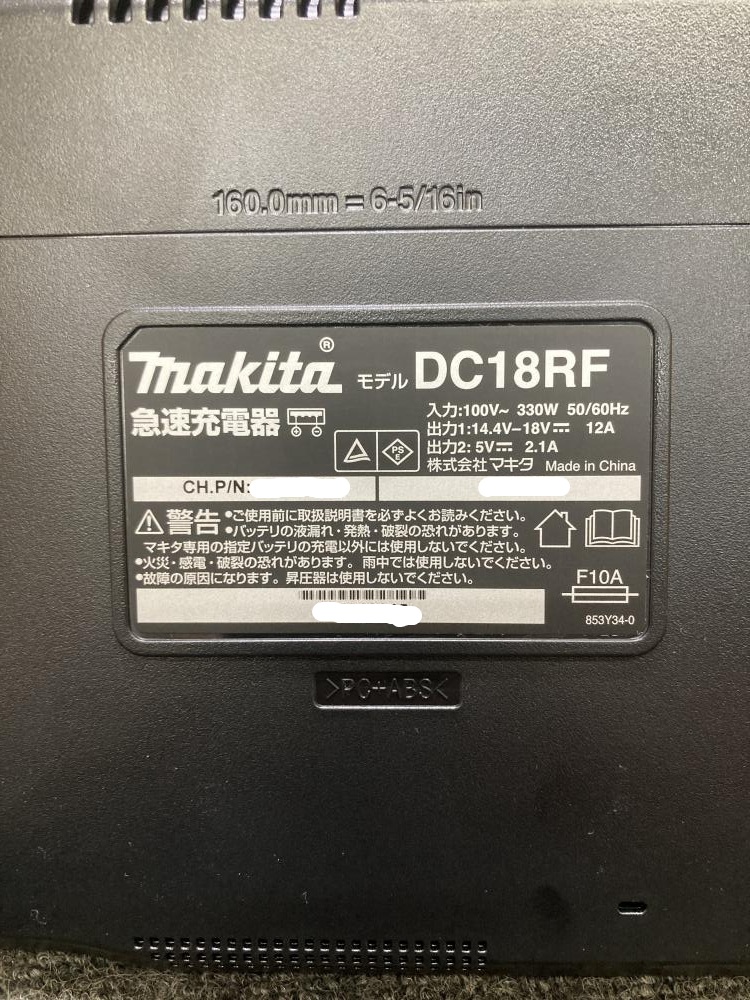 160.0mm = 6-5/16in
makita® モデル DC18RF
急速充電器
入力:100V~ 330W 50/60Hz
出力1:14.4V-18V⎓ 12A
出力2: 5V⎓ 2.1A
株式会社マキタ Made in China
PS E
CH.P/N:
警告 •ご使用前に取扱説明書を必ずよくお読みください。
•バッテリの液漏れ・発熱・破裂の恐れがあります。
マキタ専用の指定バッテリの充電以外には使用しないでください。
•火災・感電・破裂の恐れがあります。雨中では使用しないでください。
•故障の原因になります。昇圧器は使用しないでください。
F10A
853Y34-0
>PC+ABS<